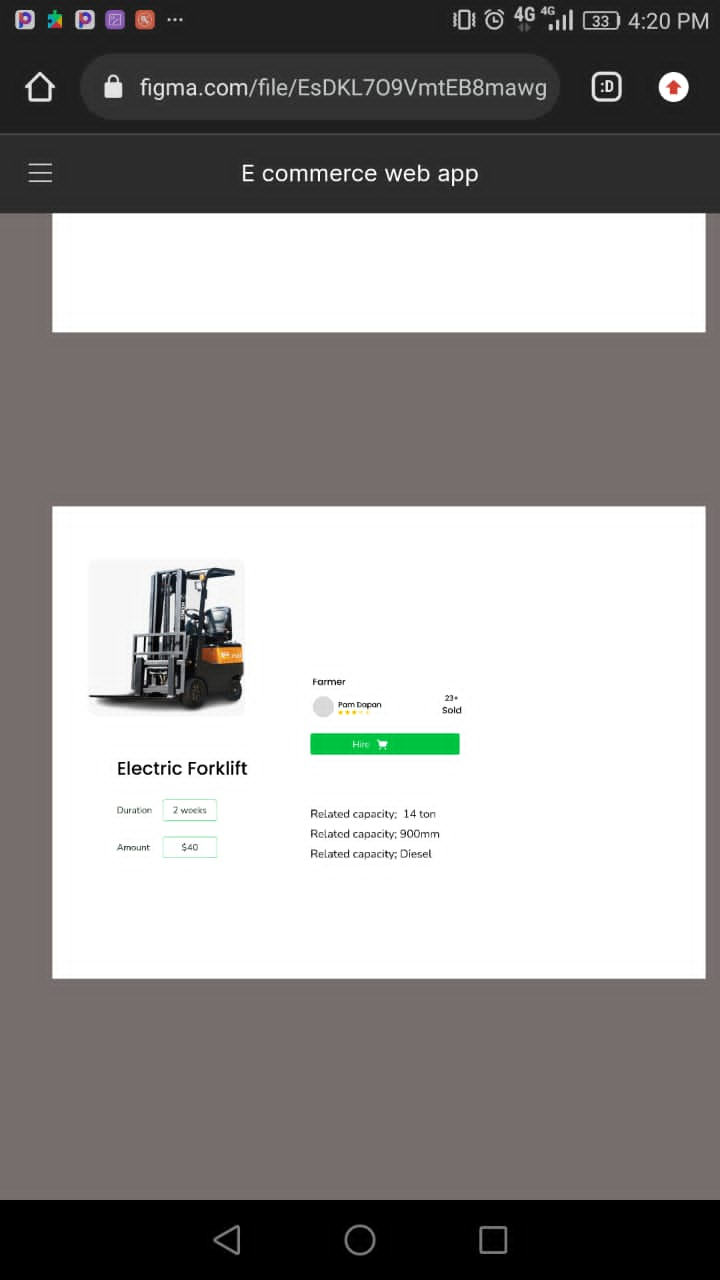 4G 4G 33 4:20 PM
figma.com/file/EsDKL7O9VmtEB8mawg
:D
E commerce web app
Farmer
Pam Dapan
23+
Sold
Hire
Electric Forklift
Duration 2 weeks
Amount $40
Related capacity; 14 ton
Related capacity; 900mm
Related capacity; Diesel